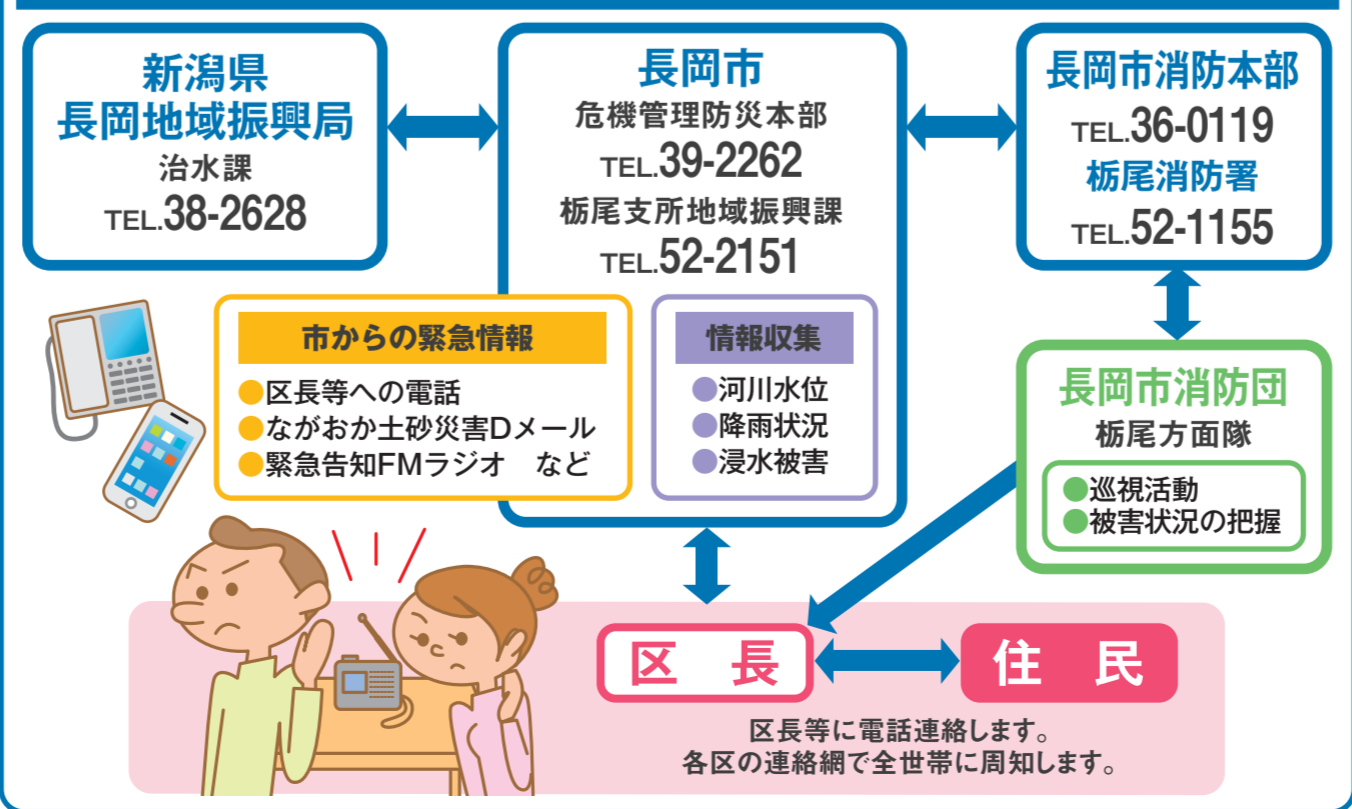 新潟県
長岡地域振興局
治水課
TEL.38-2628
長岡市
危機管理防災本部
TEL.39-2262
栃尾支所地域振興課
TEL.52-2151
長岡市消防本部
TEL.36-0119
栃尾消防署
TEL.52-1155
市からの緊急情報
●区長等への電話
●ながおか土砂災害Dメール
●緊急告知FMラジオ　など
情報収集
●河川水位
●降雨状況
●浸水被害
長岡市消防団
栃尾方面隊
●巡視活動
●被害状況の把握
区　長
住　民
区長等に電話連絡します。
各区の連絡網で全世帯に周知します。